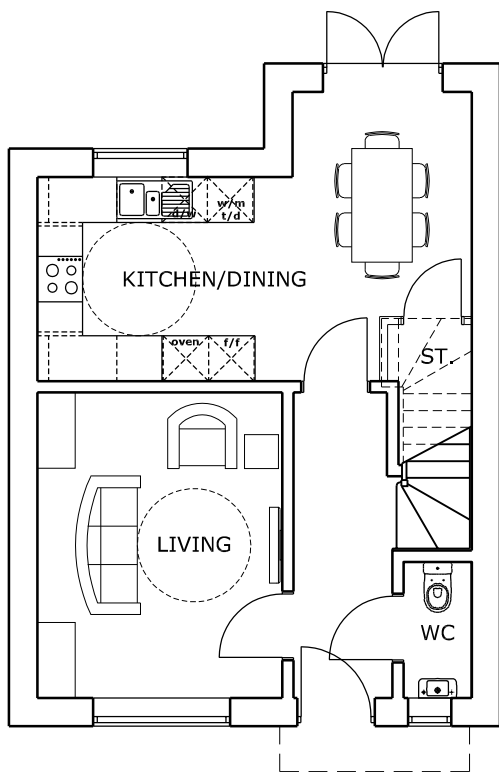 w/m
d/w
t/d
KITCHEN/DINING
oven
f/f
ST.
LIVING
WC